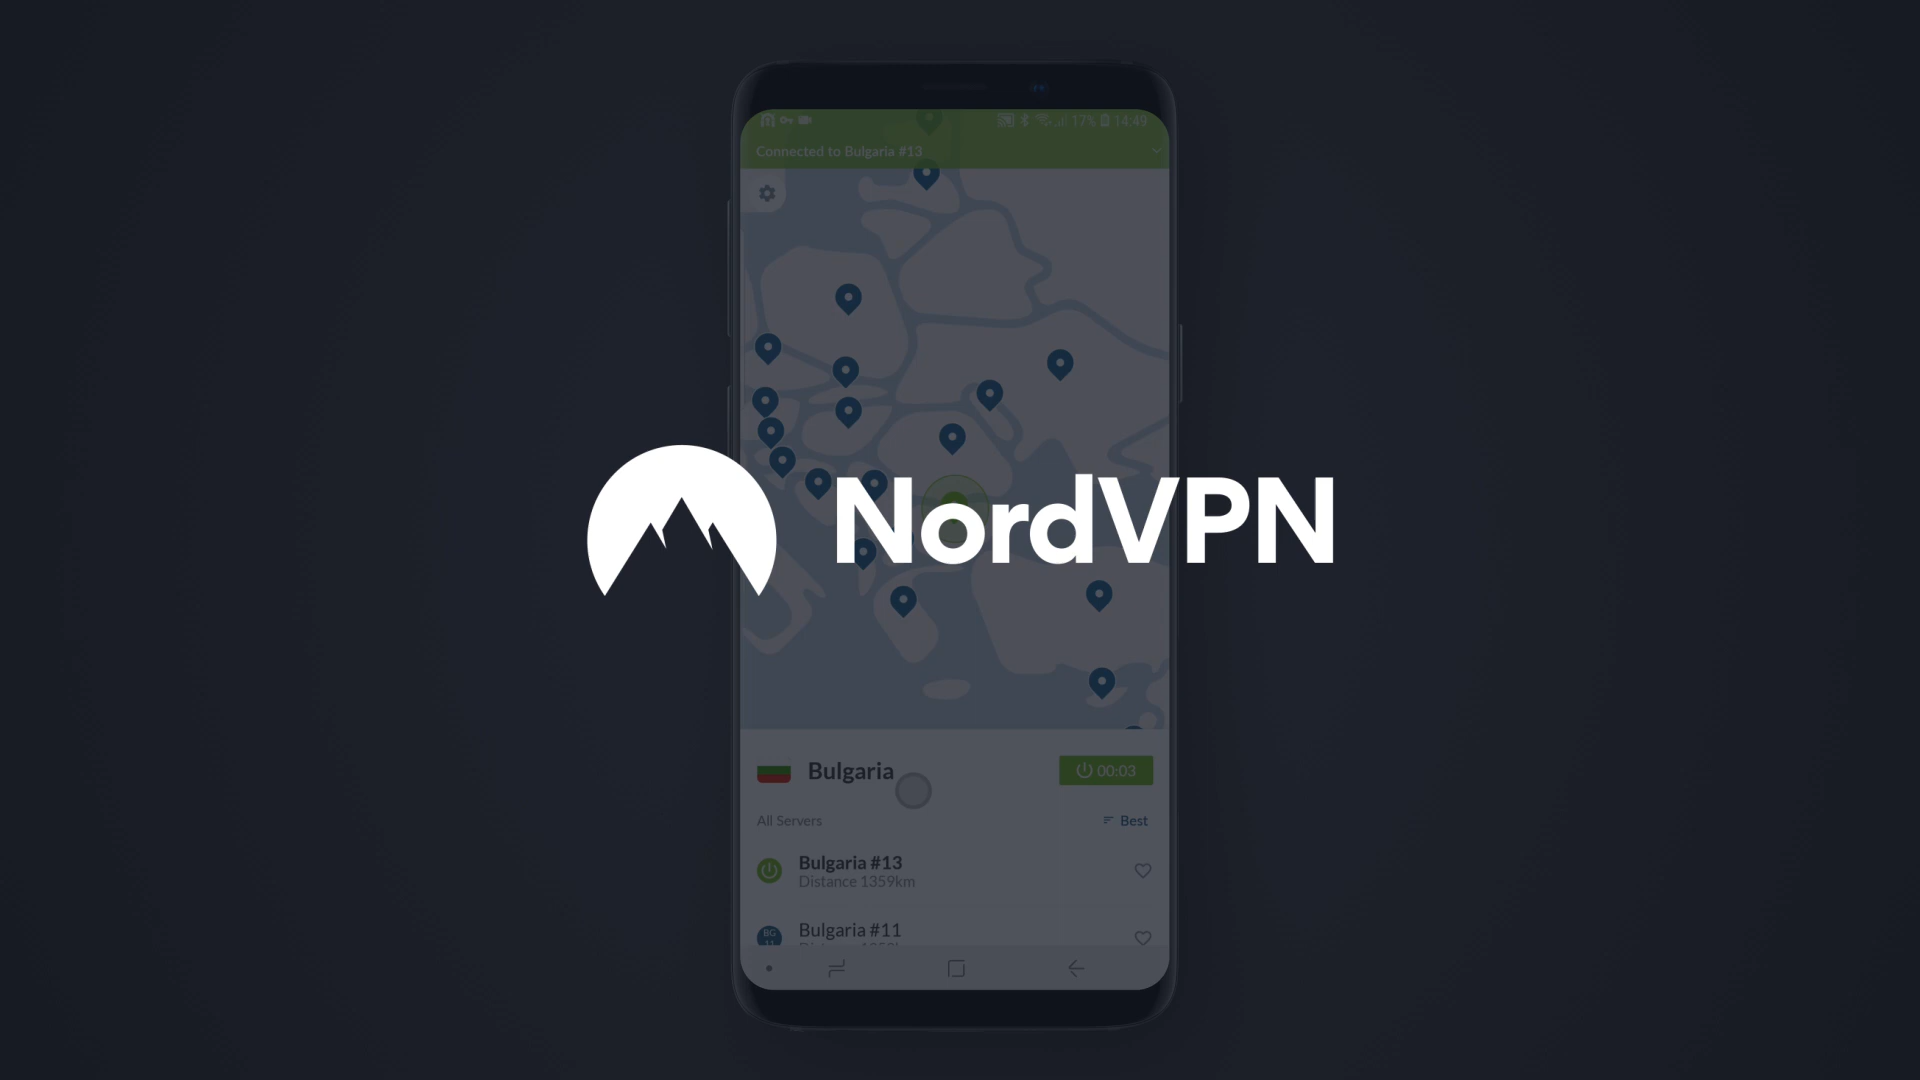 17% 14:49
Connected to Bulgaria #13
NordVPN
Bulgaria
00:03
All Servers
Best
Bulgaria #13
Distance 1359km
BG
Bulgaria #11